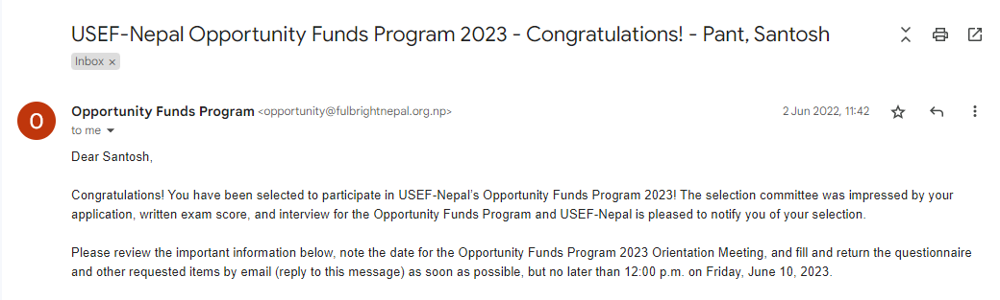 USEF-Nepal Opportunity Funds Program 2023 - Congratulations! - Pant, Santosh
Inbox ×
O
Opportunity Funds Program <opportunity@fulbrightnepal.org.np>
2 Jun 2022, 11:42
to me
Dear Santosh,
Congratulations! You have been selected to participate in USEF-Nepal's Opportunity Funds Program 2023! The selection committee was impressed by your
application, written exam score, and interview for the Opportunity Funds Program and USEF-Nepal is pleased to notify you of your selection.
Please review the important information below, note the date for the Opportunity Funds Program 2023 Orientation Meeting, and fill and return the questionnaire
and other requested items by email (reply to this message) as soon as possible, but no later than 12:00 p.m. on Friday, June 10, 2023.